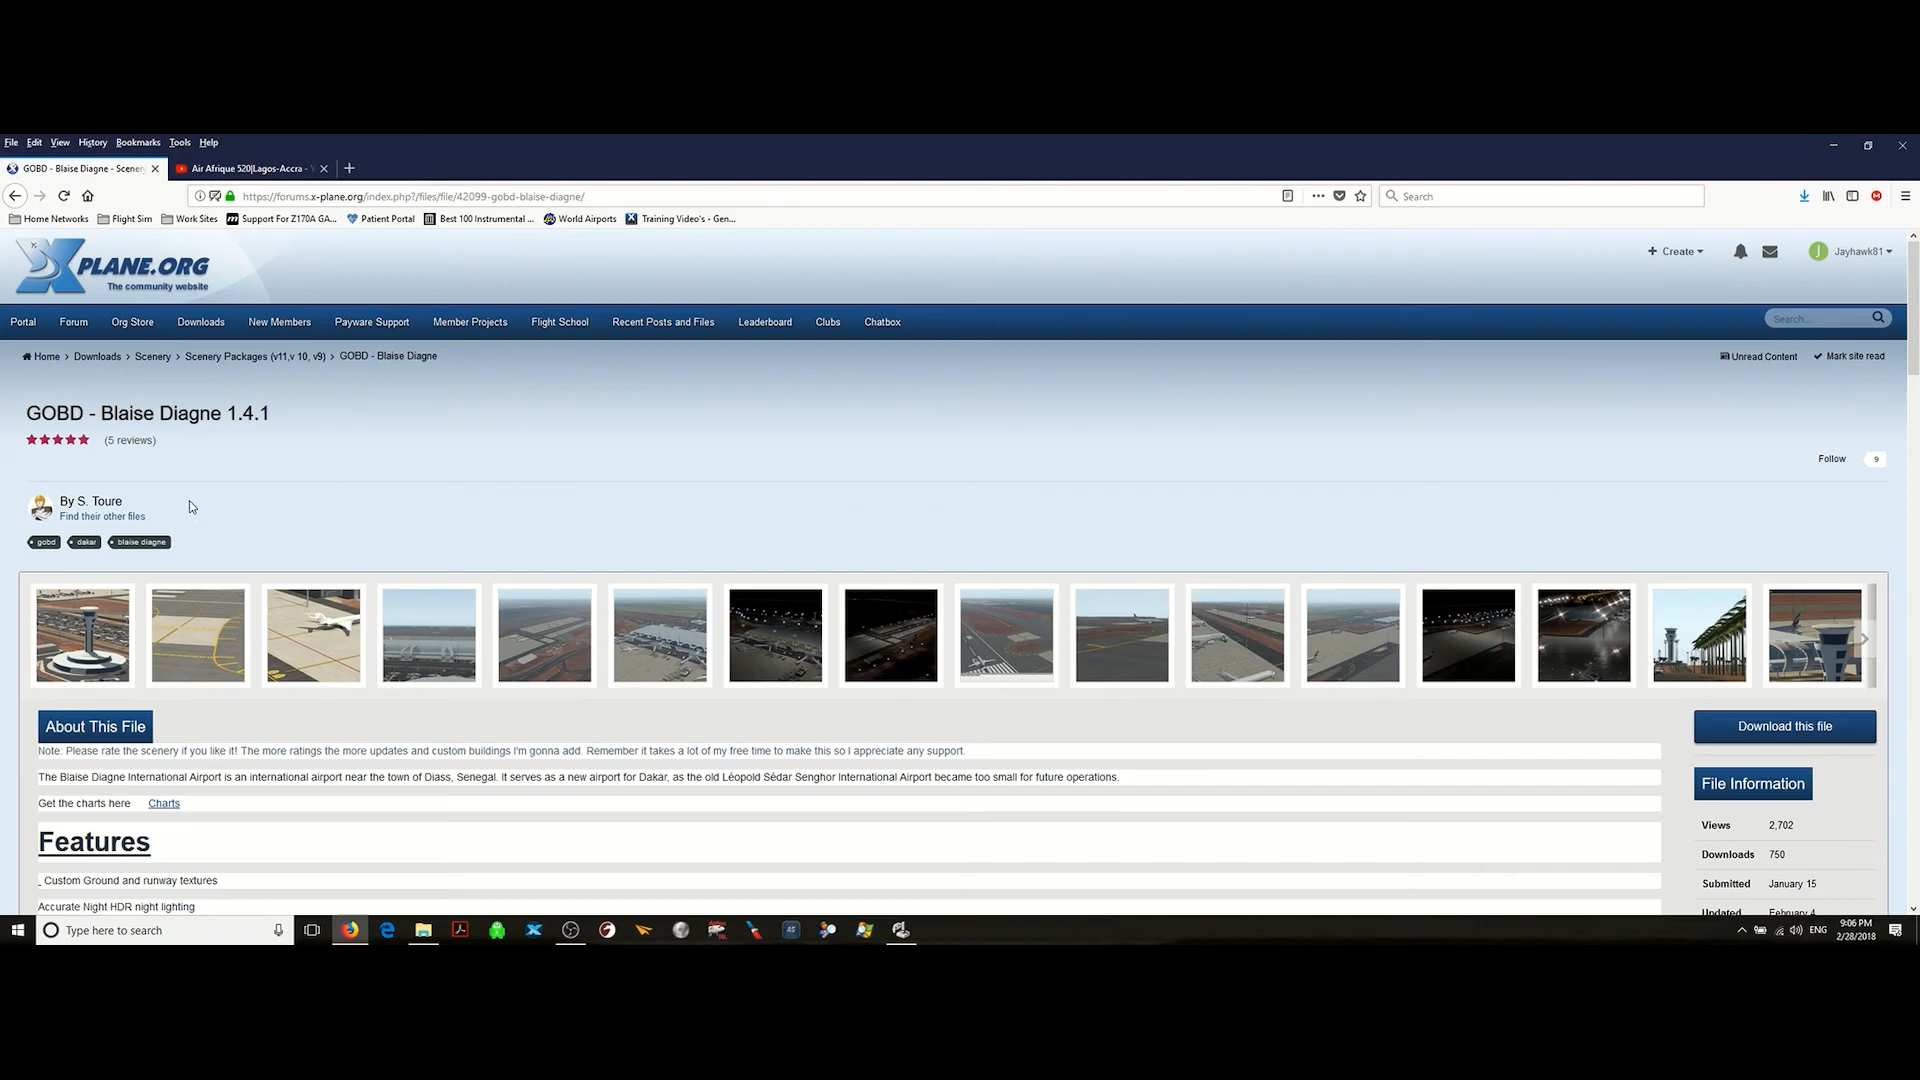 File Edit View History Bookmarks Tools Help
GOBD - Blaise Diagne - Scenery
Air Afrique 520|Lagos-Accra -
https://forums.x-plane.org/index.php?/files/file/42099-gobd-blaise-diagne/
Search
Home Networks Flight Sim Work Sites Support For Z170A GA... Patient Portal Best 100 Instrumental ... World Airports Training Video's - Gen...
PLANE.ORG
The community website
Create
Jayhawk81
Portal Forum Org Store Downloads New Members Payware Support Member Projects Flight School Recent Posts and Files Leaderboard Clubs Chatbox
Search...
Home > Downloads > Scenery > Scenery Packages (v11,v 10, v9) > GOBD - Blaise Diagne
Unread Content Mark site read
GOBD - Blaise Diagne 1.4.1
(5 reviews)
Follow 9
By S. Toure
Find their other files
gobd dakar blaise diagne
About This File
Download this file
Note: Please rate the scenery if you like it! The more ratings the more updates and custom buildings I'm gonna add. Remember it takes a lot of my free time to make this so I appreciate any support.
The Blaise Diagne International Airport is an international airport near the town of Diass, Senegal. It serves as a new airport for Dakar, as the old Léopold Sédar Senghor International Airport became too small for future operations.
Get the charts here Charts
Features
_ Custom Ground and runway textures
Accurate Night HDR night lighting
File Information
Views 2,702
Downloads 750
Submitted January 15
Updated February 4
Type here to search
ENG
9:06 PM
2/28/2018